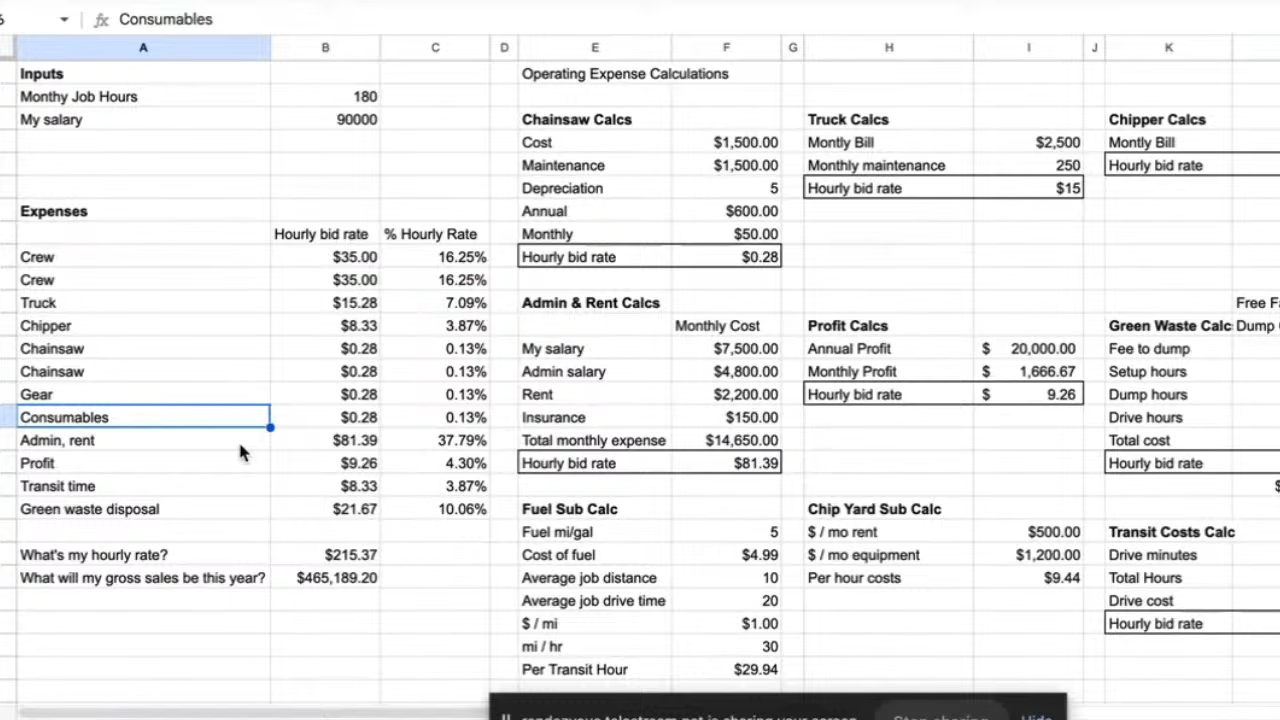 fx Consumables
A B C D E F G H I J K
Inputs Operating Expense Calculations
Monthy Job Hours 180
My salary 90000 Chainsaw Calcs Truck Calcs Chipper Calcs
Cost $1,500.00 Montly Bill $2,500 Montly Bill
Maintenance $1,500.00 Monthly maintenance 250 Hourly bid rate
Depreciation 5 Hourly bid rate $15
Expenses Annual $600.00
Hourly bid rate % Hourly Rate Monthly $50.00
Crew $35.00 16.25% Hourly bid rate $0.28
Crew $35.00 16.25%
Truck $15.28 7.09% Admin & Rent Calcs Free
Chipper $8.33 3.87% Monthly Cost Profit Calcs Green Waste Calc Dump
Chainsaw $0.28 0.13% My salary $7,500.00 Annual Profit $ 20,000.00 Fee to dump
Chainsaw $0.28 0.13% Admin salary $4,800.00 Monthly Profit $ 1,666.67 Setup hours
Gear $0.28 0.13% Rent $2,200.00 Hourly bid rate $ 9.26 Dump hours
Consumables $0.28 0.13% Insurance $150.00 Drive hours
Admin, rent $81.39 37.79% Total monthly expense $14,650.00 Total cost
Profit $9.26 4.30% Hourly bid rate $81.39 Hourly bid rate
Transit time $8.33 3.87% $
Green waste disposal $21.67 10.06% Fuel Sub Calc Chip Yard Sub Calc
Fuel mi/gal 5 $ / mo rent $500.00 Transit Costs Calc
What's my hourly rate? $215.37 Cost of fuel $4.99 $ / mo equipment $1,200.00 Drive minutes
What will my gross sales be this year? $465,189.20 Average job distance 10 Per hour costs $9.44 Total Hours
Average job drive time 20 Drive cost
$ / mi $1.00 Hourly bid rate
mi / hr 30
Per Transit Hour $29.94